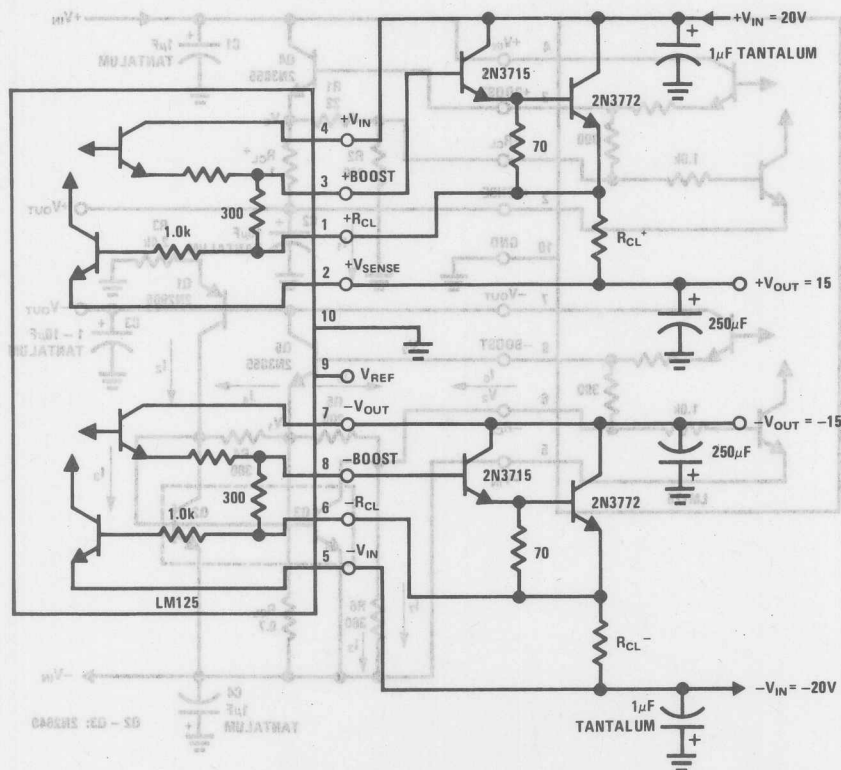 +VIN = 20V
1μF TANTALUM
2N3715
2N3772
70
4 +VIN
3 +BOOST
300
1.0k
1 +RCL
RCL+
2 +VSENSE
+VOUT = 15
10
250μF
9 VREF
7 −VOUT
−VOUT = −15
250μF
8 −BOOST
2N3715
2N3772
300
6 −RCL
1.0k
70
5 −VIN
LM125
RCL−
−VIN = −20V
1μF
TANTALUM